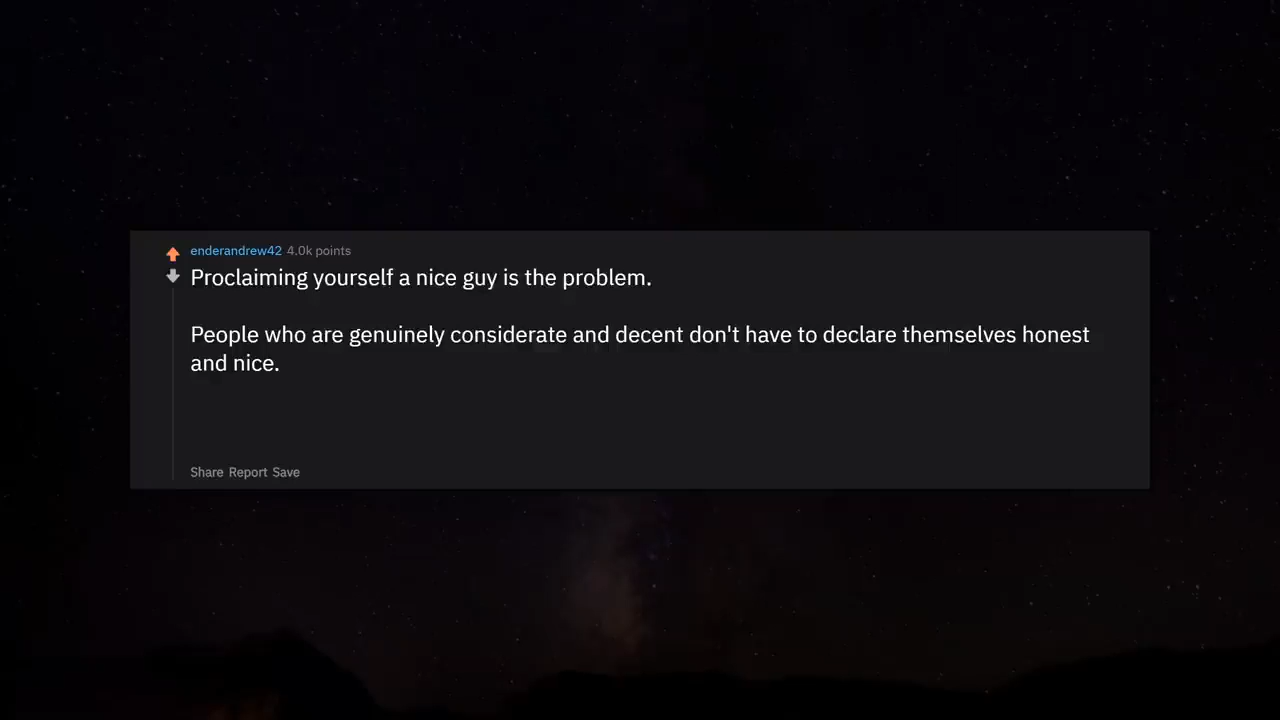 enderandrew42 4.0k points
Proclaiming yourself a nice guy is the problem.
People who are genuinely considerate and decent don't have to declare themselves honest
and nice.
Share Report Save